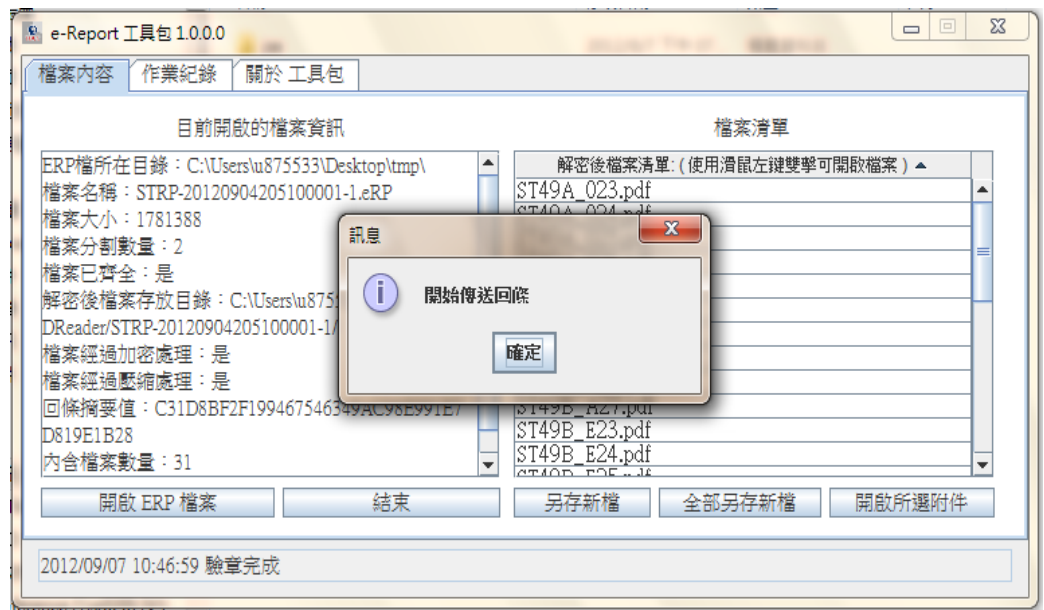 e-Report 工具包 1.0.0.0
檔案內容 作業紀錄 關於 工具包
目前開啟的檔案資訊
ERP檔所在目錄：C:\Users\u875533\Desktop\tmp\
檔案名稱：STRP-20120904205100001-1.eRP
檔案大小：1781388
檔案分割數量：2
檔案已齊全：是
解密後檔案存放目錄：C:\Users\u875
DReader/STRP-20120904205100001-1/
檔案經過加密處理：是
檔案經過壓縮處理：是
回條摘要值：C31D8BF2F199467546349AC98E991E7
D819E1B28
內含檔案數量：31
檔案清單
解密後檔案清單: ( 使用滑鼠左鍵雙擊可開啟檔案 )
ST49A_023.pdf
ST49A_024.pdf
ST49B_A27.pdf
ST49B_E23.pdf
ST49B_E24.pdf
ST49B_E25.pdf
訊息
開始傳送回條
確定
開啟 ERP 檔案 結束 另存新檔 全部另存新檔 開啟所選附件
2012/09/07 10:46:59 驗章完成